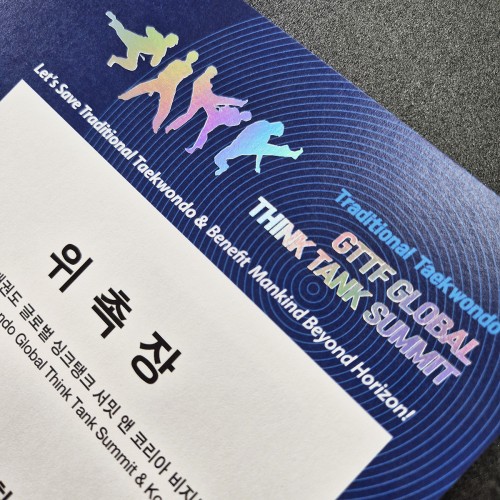 Let's Save Traditional Taekwondo & Benefit Mankind Beyond Horizon!
Traditional Taekwondo
GTTF GLOBAL
THINK TANK SUMMIT
위촉장
글로벌 싱크탱크 서밋 앤 코리아
Global Think Tank Summit &